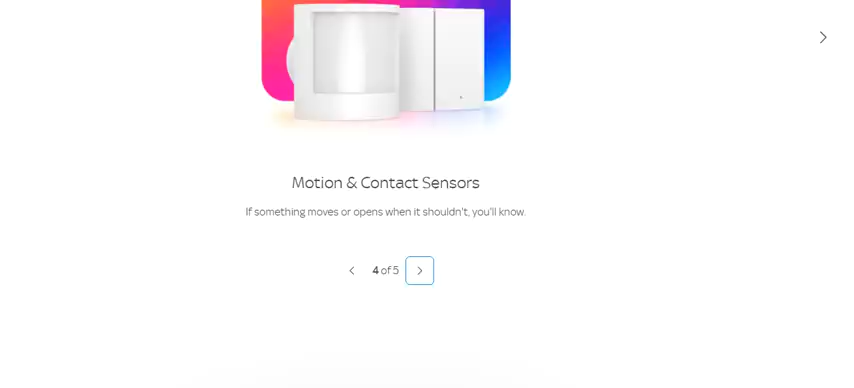 Motion & Contact Sensors
If something moves or opens when it shouldn't, you'll know.
4 of 5